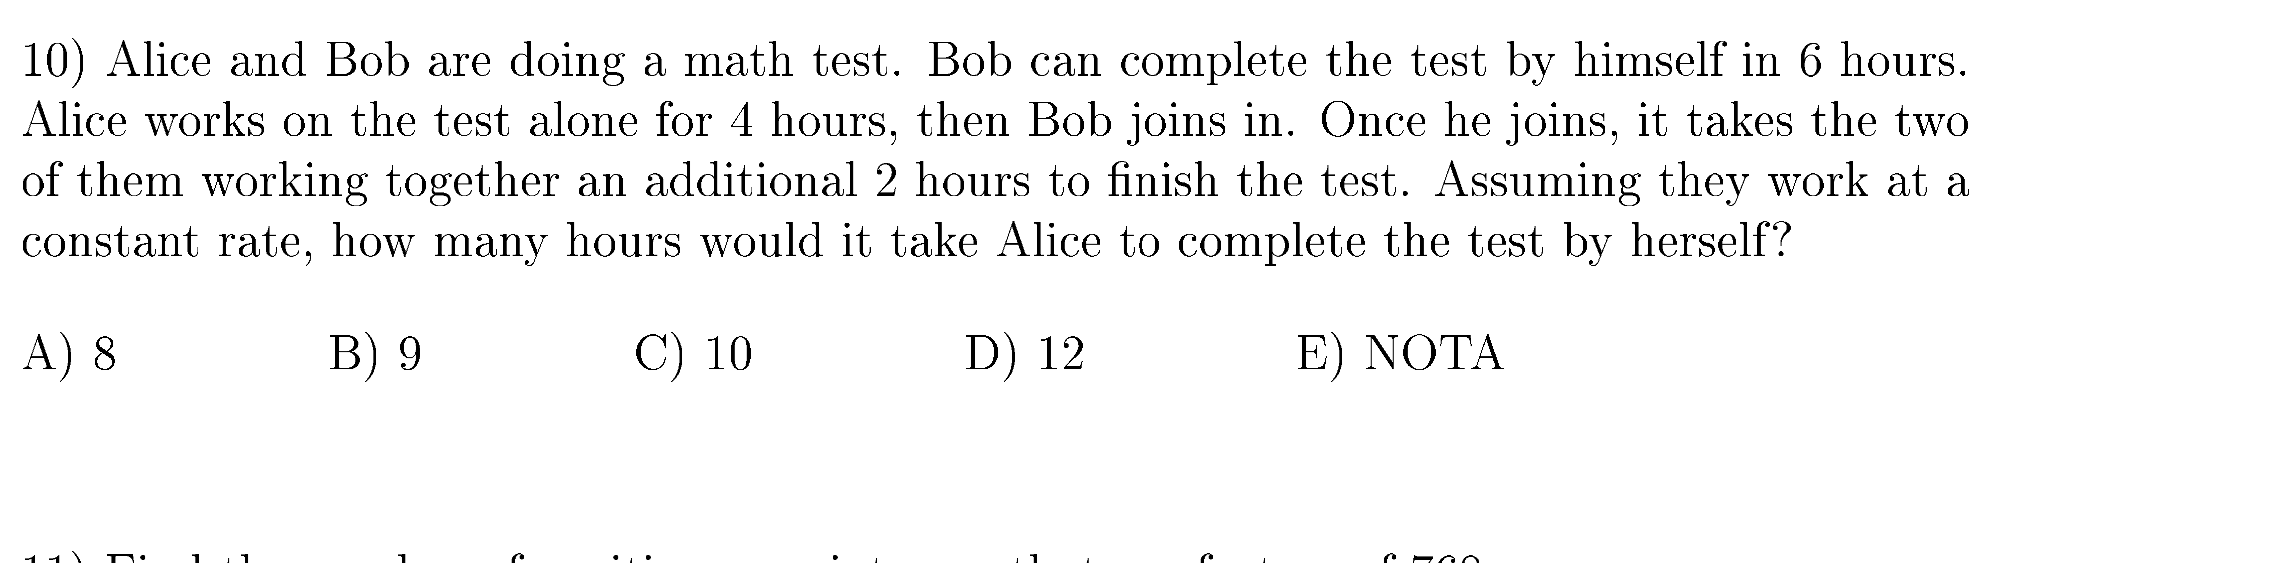 10) Alice and Bob are doing a math test. Bob can complete the test by himself in 6 hours.
Alice works on the test alone for 4 hours, then Bob joins in. Once he joins, it takes the two
of them working together an additional 2 hours to finish the test. Assuming they work at a
constant rate, how many hours would it take Alice to complete the test by herself?
A) 8 B) 9 C) 10 D) 12 E) NOTA